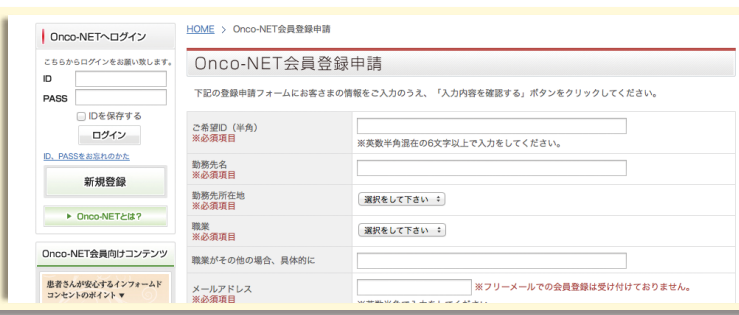 Onco-NETへログイン
こちらからログインをお願い致します。
ID
PASS
IDを保存する
ログイン
ID、PASSをお忘れのかた
新規登録
Onco-NETとは?
Onco-NET会員向けコンテンツ
患者さんが安心するインフォームド
コンセントのポイント▼
HOME > Onco-NET会員登録申請
Onco-NET会員登録申請
下記の登録申請フォームにお客さまの情報をご入力のうえ、「入力内容を確認する」ボタンをクリックしてください。
ご希望ID(半角)
※必須項目
※英数半角混在の6文字以上で入力をしてください。
勤務先名
※必須項目
勤務先所在地
※必須項目
選択をして下さい
職業
※必須項目
選択をして下さい
職業がその他の場合、具体的に
メールアドレス
※必須項目
※フリーメールでの会員登録は受け付けておりません。